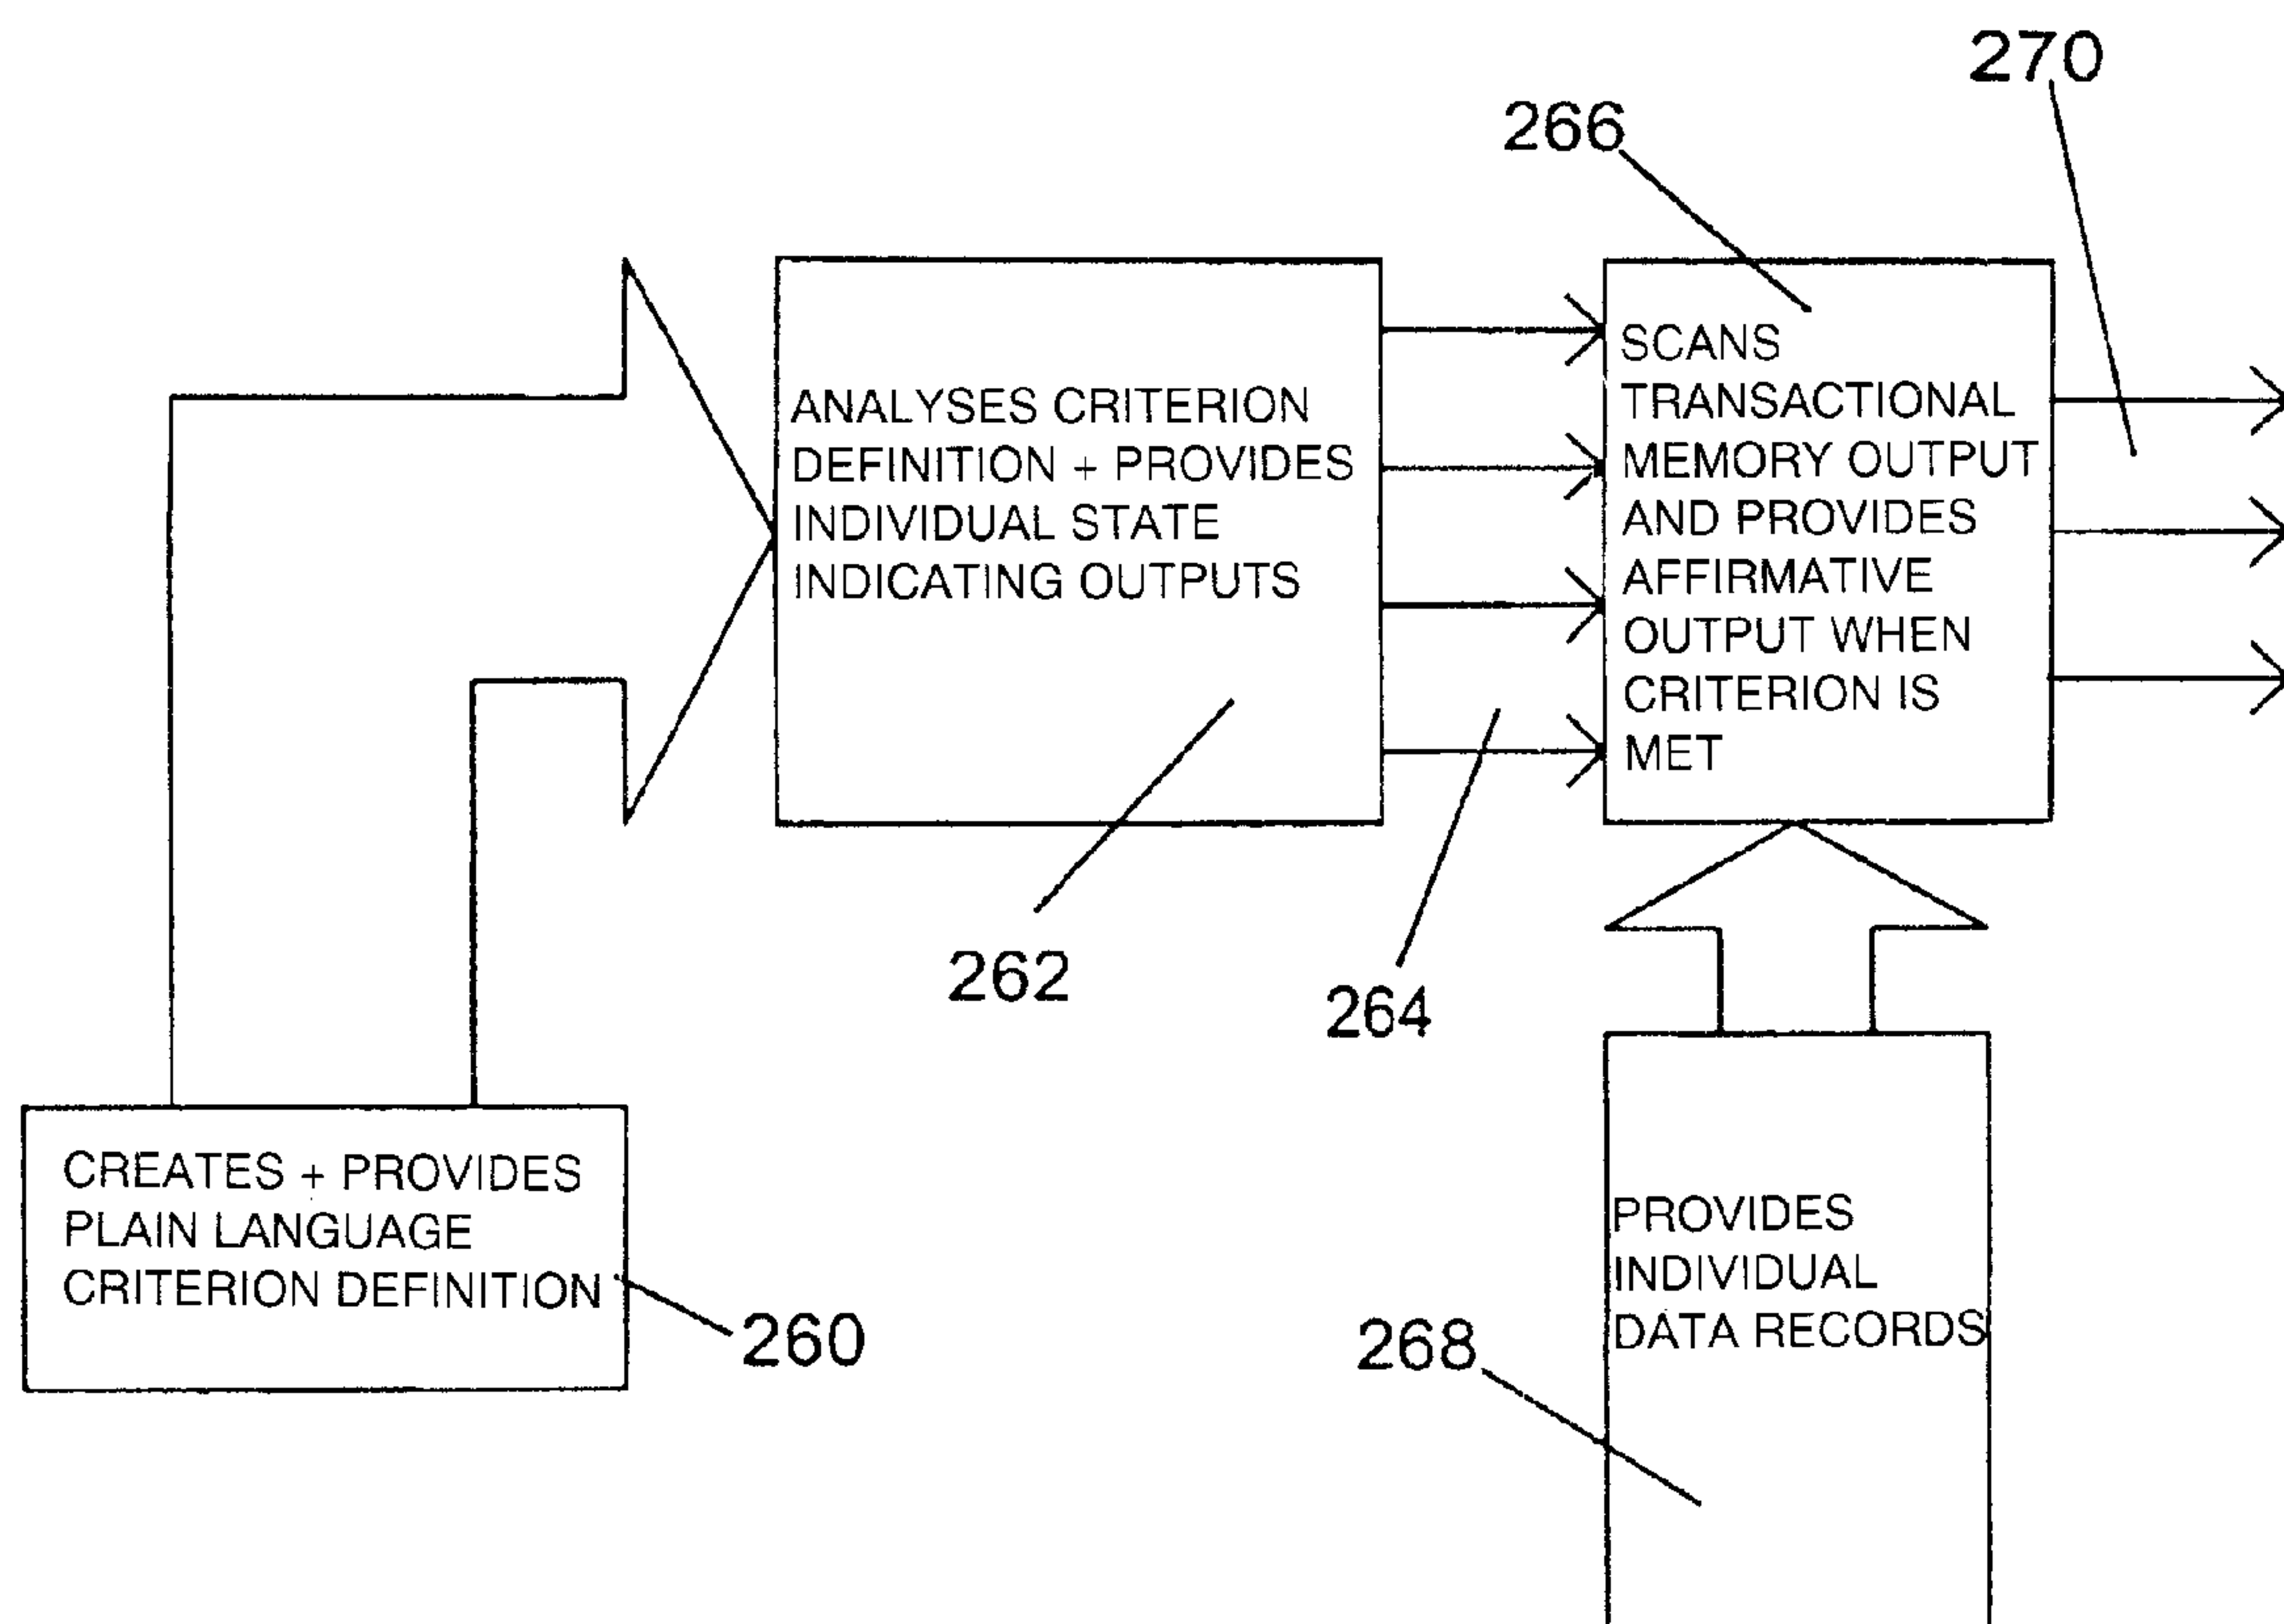 270
266
SCANS
TRANSACTIONAL
MEMORY OUTPUT
AND PROVIDES
AFFIRMATIVE
OUTPUT WHEN
CRITERION IS
MET
ANALYSES CRITERION
DEFINITION + PROVIDES
INDIVIDUAL STATE
INDICATING OUTPUTS
262
264
CREATES + PROVIDES
PLAIN LANGUAGE
CRITERION DEFINITION
260
PROVIDES
INDIVIDUAL
DATA RECORDS
268